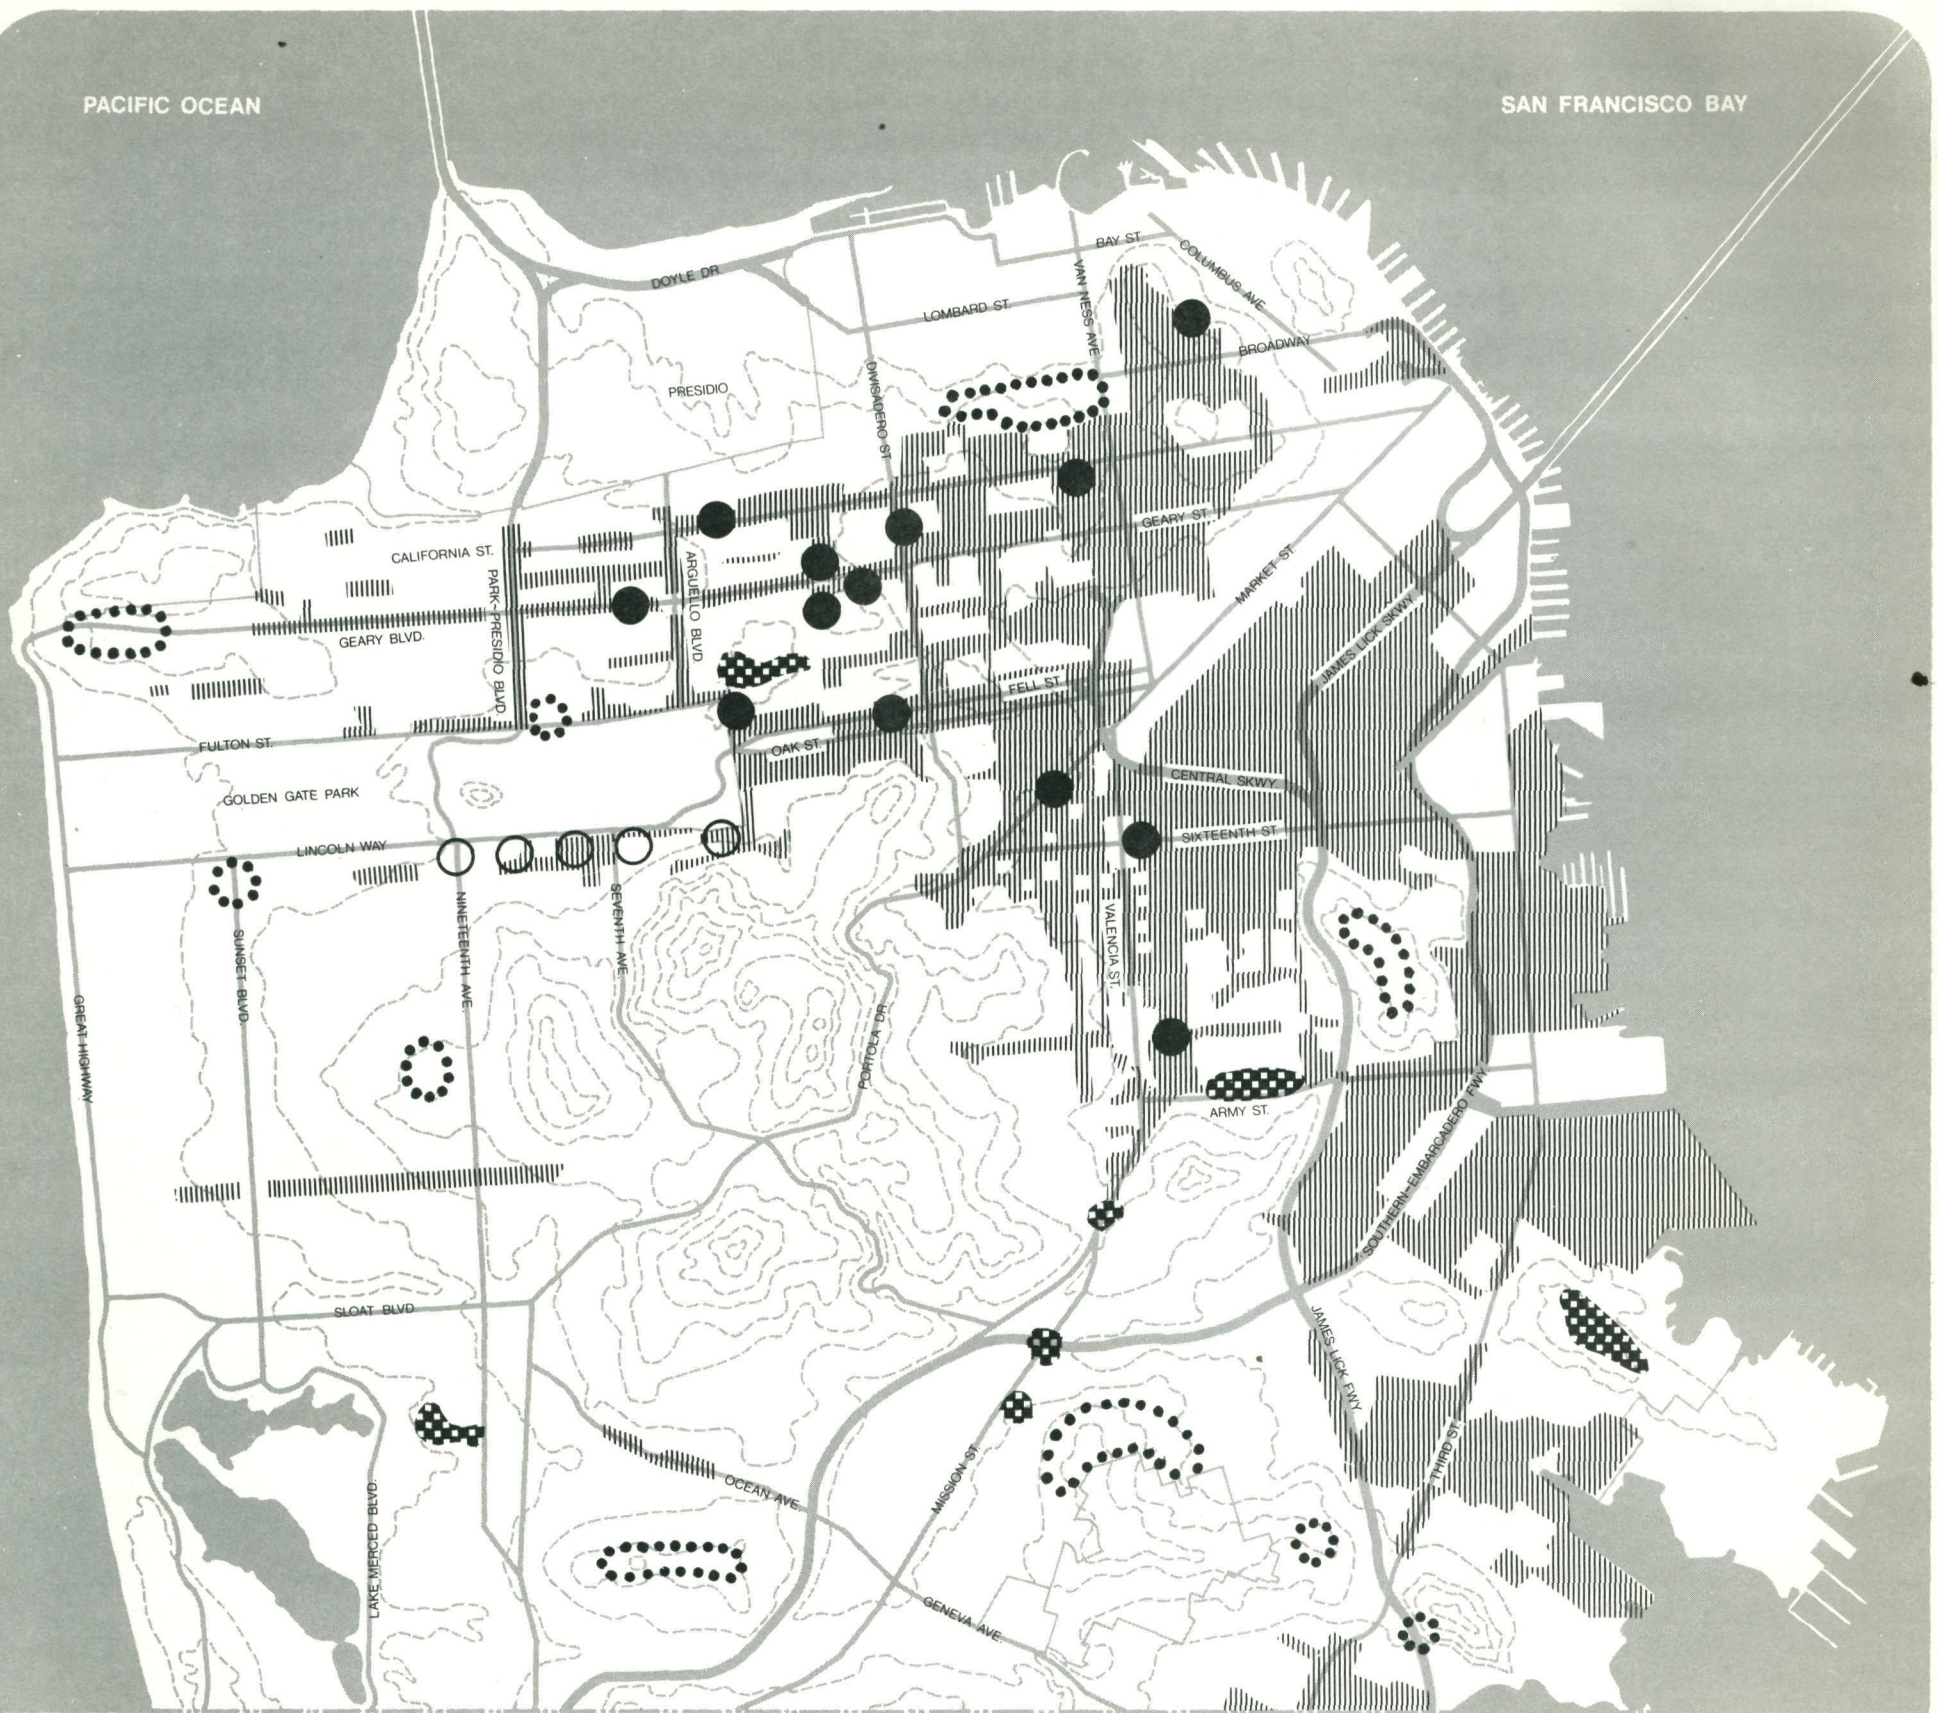 PACIFIC OCEAN
SAN FRANCISCO BAY
BAY ST.
COLUMBUS AVE
DOYLE DR.
VAN NESS AVE
LOMBARD ST.
BROADWAY
DIVISADERO ST.
PRESIDIO
GEARY ST.
CALIFORNIA ST.
MARKET ST.
PARK-PRESIDIO BLVD.
ARGUELLO BLVD.
JAMES LICK SKWY
GEARY BLVD.
FELL ST.
FULTON ST.
OAK ST.
CENTRAL SKWY
GOLDEN GATE PARK
SIXTEENTH ST.
LINCOLN WAY
NINETEENTH AVE.
SEVENTH AVE.
VALENCIA ST.
SUNSET BLVD.
GREAT HIGHWAY
PORTOLA DR.
ARMY ST.
SOUTHERN-EMBARCADERO FWY
SLOAT BLVD
JAMES LICK FWY
THIRD ST.
MISSION ST.
OCEAN AVE.
LAKE MERCED BLVD.
GENEVA AVE.